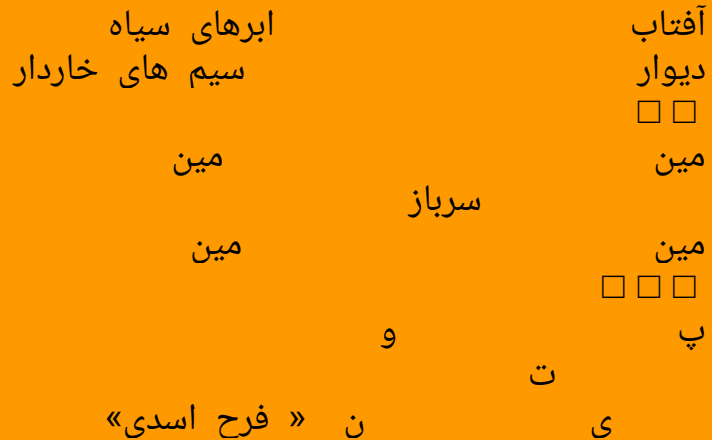 آفتاب ابرهای سیاه
دیوار سیم های خاردار
□□
مین مین
سرباز
مین مین
□□□
پ و
ت
ی ن « فرح اسدی»